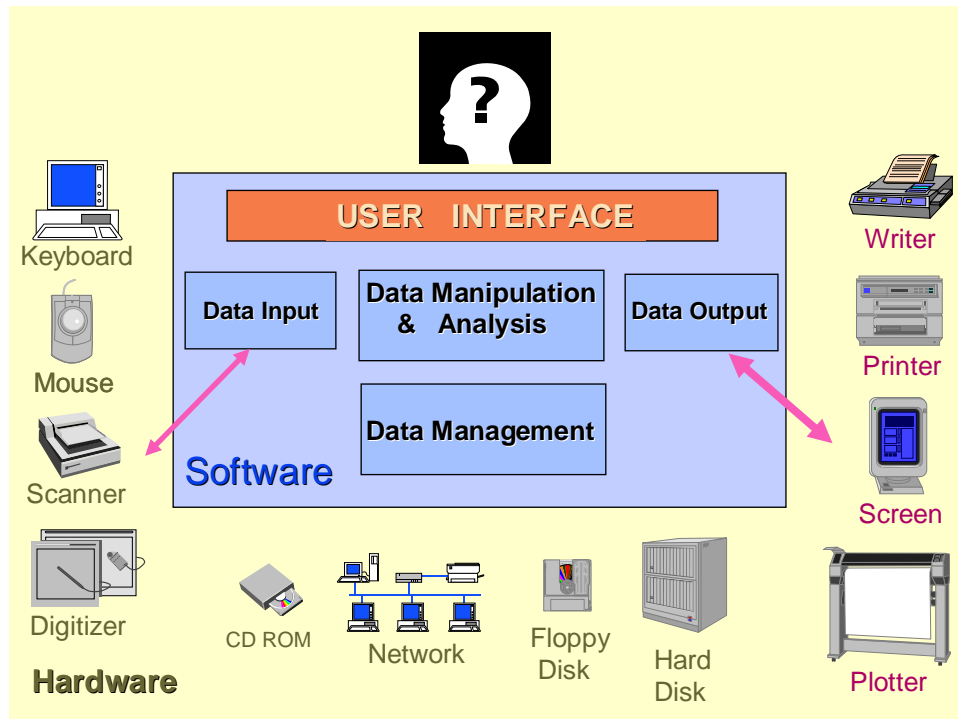 ?
USER INTERFACE
Data Input
Data Manipulation
& Analysis
Data Output
Data Management
Software
Keyboard
Mouse
Scanner
Digitizer
Hardware
CD ROM
Network
Floppy
Disk
Hard
Disk
Writer
Printer
Screen
Plotter